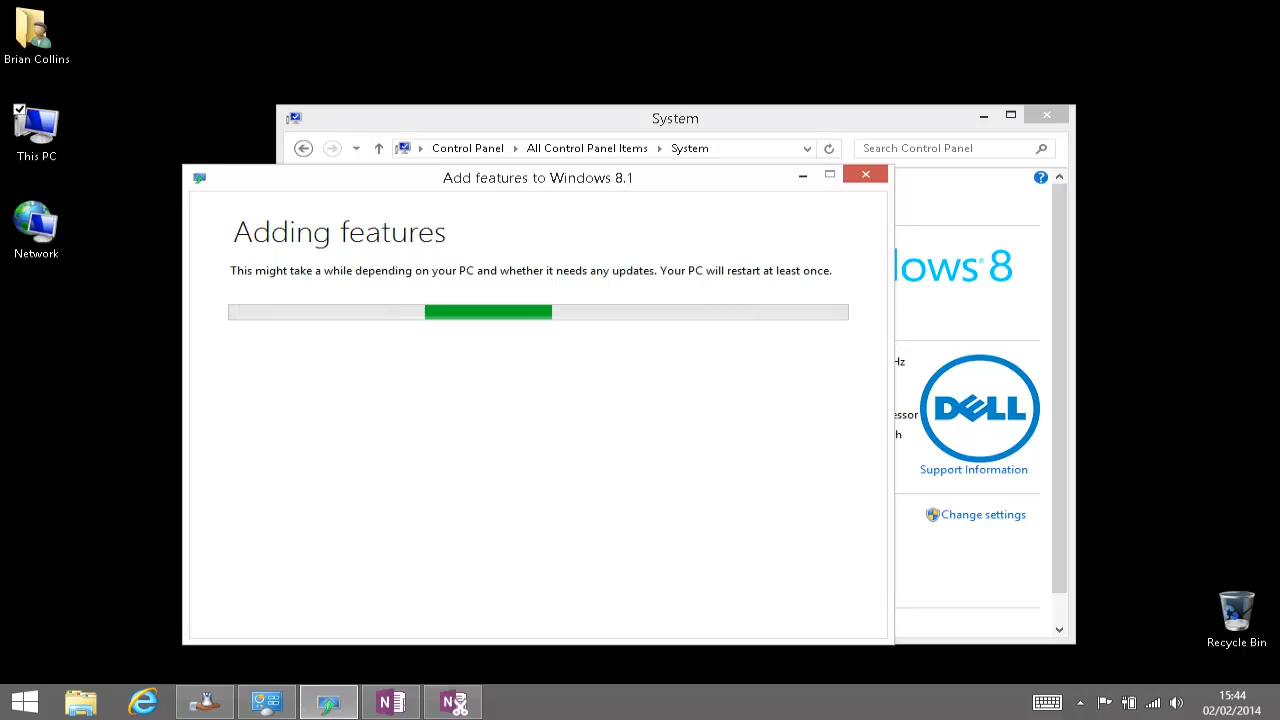 Brian Collins
This PC
Network
System
Control Panel
All Control Panel Items
System
Search Control Panel
Add features to Windows 8.1
Adding features
This might take a while depending on your PC and whether it needs any updates. Your PC will restart at least once.
dows® 8
Hz
DELL
essor
h
Support Information
Change settings
Recycle Bin
15:44
02/02/2014